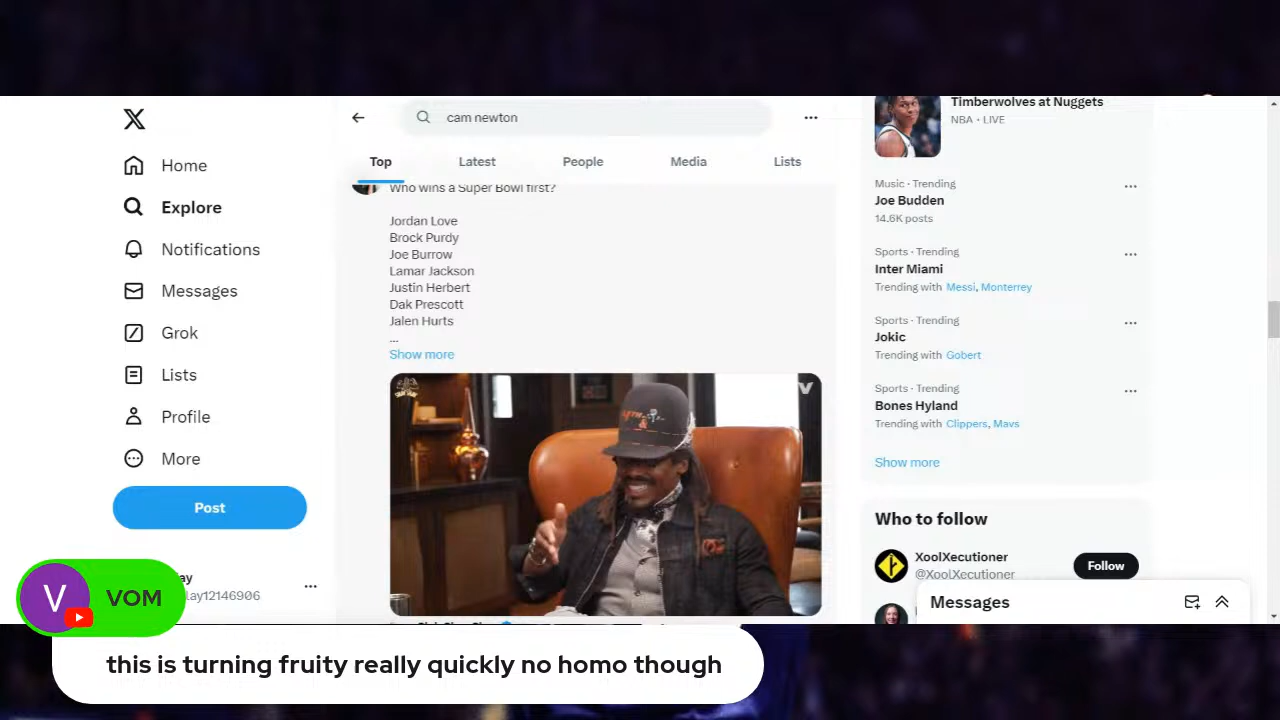 cam newton
Top
Latest
People
Media
Lists
Home
Explore
Notifications
Messages
Grok
Lists
Profile
More
Post
ay
lay12146906
Who wins a Super Bowl first?
Jordan Love
Brock Purdy
Joe Burrow
Lamar Jackson
Justin Herbert
Dak Prescott
Jalen Hurts
...
Show more
Timberwolves at Nuggets
NBA · LIVE
Music · Trending
Joe Budden
14.6K posts
Sports · Trending
Inter Miami
Trending with Messi, Monterrey
Sports · Trending
Jokic
Trending with Gobert
Sports · Trending
Bones Hyland
Trending with Clippers, Mavs
Show more
Who to follow
XoolXecutioner
@XoolXecutioner
Follow
Messages
V VOM
this is turning fruity really quickly no homo though